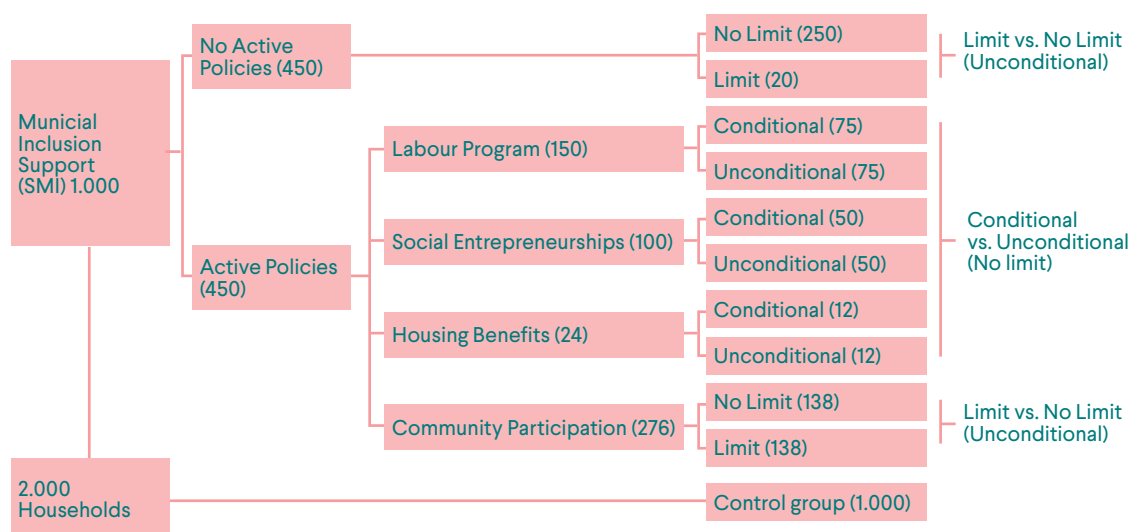 Municial
Inclusion
Support
(SMI) 1.000
2.000
Households
No Active
Policies (450)
Active Policies
(450)
Labour Program (150)
Social Entrepreneurships (100)
Housing Benefits (24)
Community Participation (276)
No Limit (250)
Limit (20)
Conditional (75)
Unconditional (75)
Conditional (50)
Unconditional (50)
Conditional (12)
Unconditional (12)
No Limit (138)
Limit (138)
Control group (1.000)
Limit vs. No Limit
(Unconditional)
Conditional
vs. Unconditional
(No limit)
Limit vs. No Limit
(Unconditional)